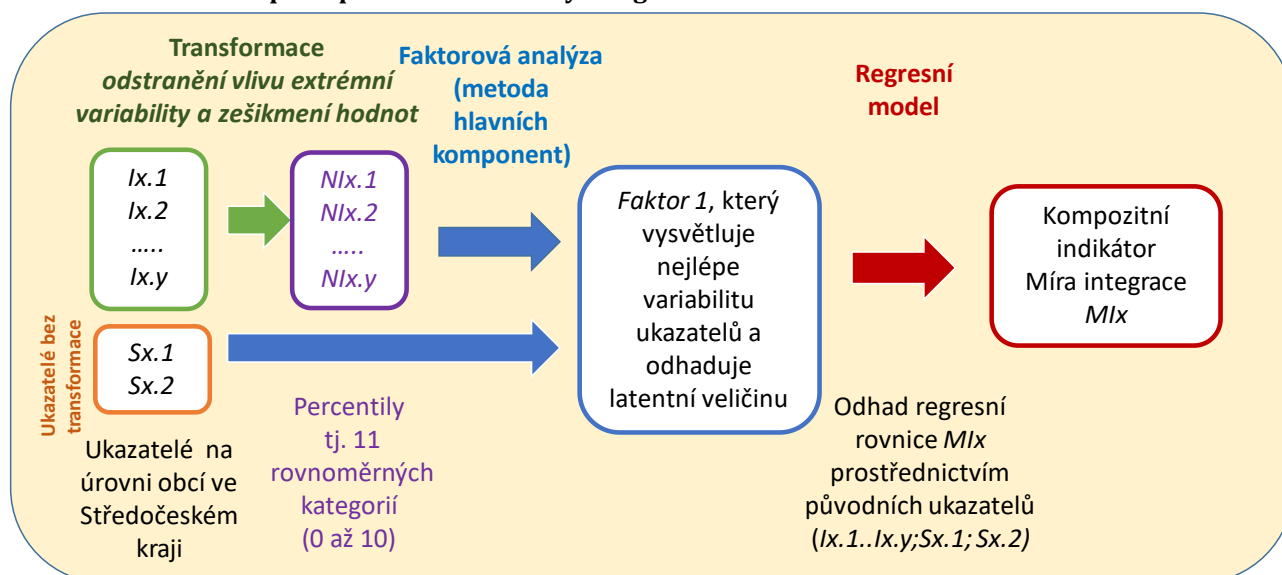 Transformace
odstranění vlivu extrémní
variability a zešikmení hodnot
Faktorová analýza
(metoda
hlavních
komponent)
Regresní
model
Ix.1
Ix.2
…..
Ix.y
NIx.1
NIx.2
…..
NIx.y
Faktor 1, který
vysvětluje
nejlépe
variabilitu
ukazatelů a
odhaduje
latentní veličinu
Kompozitní
indikátor
Míra integrace
MIx
Ukazatelé bez
transformace
Sx.1
Sx.2
Ukazatelé na
úrovni obcí ve
Středočeském
kraji
Percentily
tj. 11
rovnoměrných
kategorií
(0 až 10)
Odhad regresní
rovnice MIx
prostřednictvím
původních ukazatelů
(Ix.1..Ix.y;Sx.1; Sx.2)